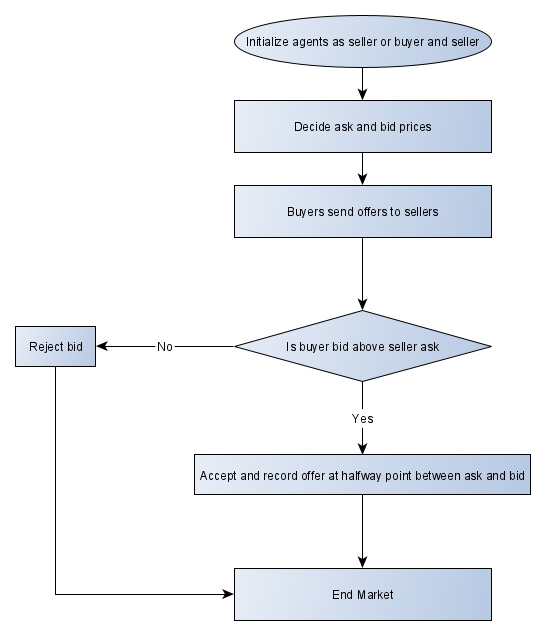 Initialize agents as seller or buyer and seller
Decide ask and bid prices
Buyers send offers to sellers
Is buyer bid above seller ask
No
Reject bid
Yes
Accept and record offer at halfway point between ask and bid
End Market